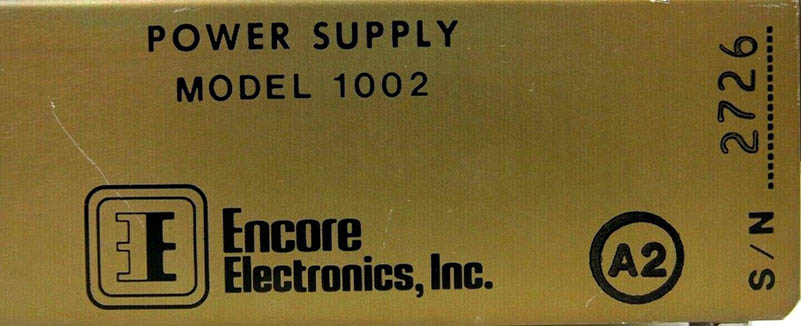 POWER SUPPLY
MODEL 1002
E
Encore
Electronics, Inc.
A2
S/N 2726